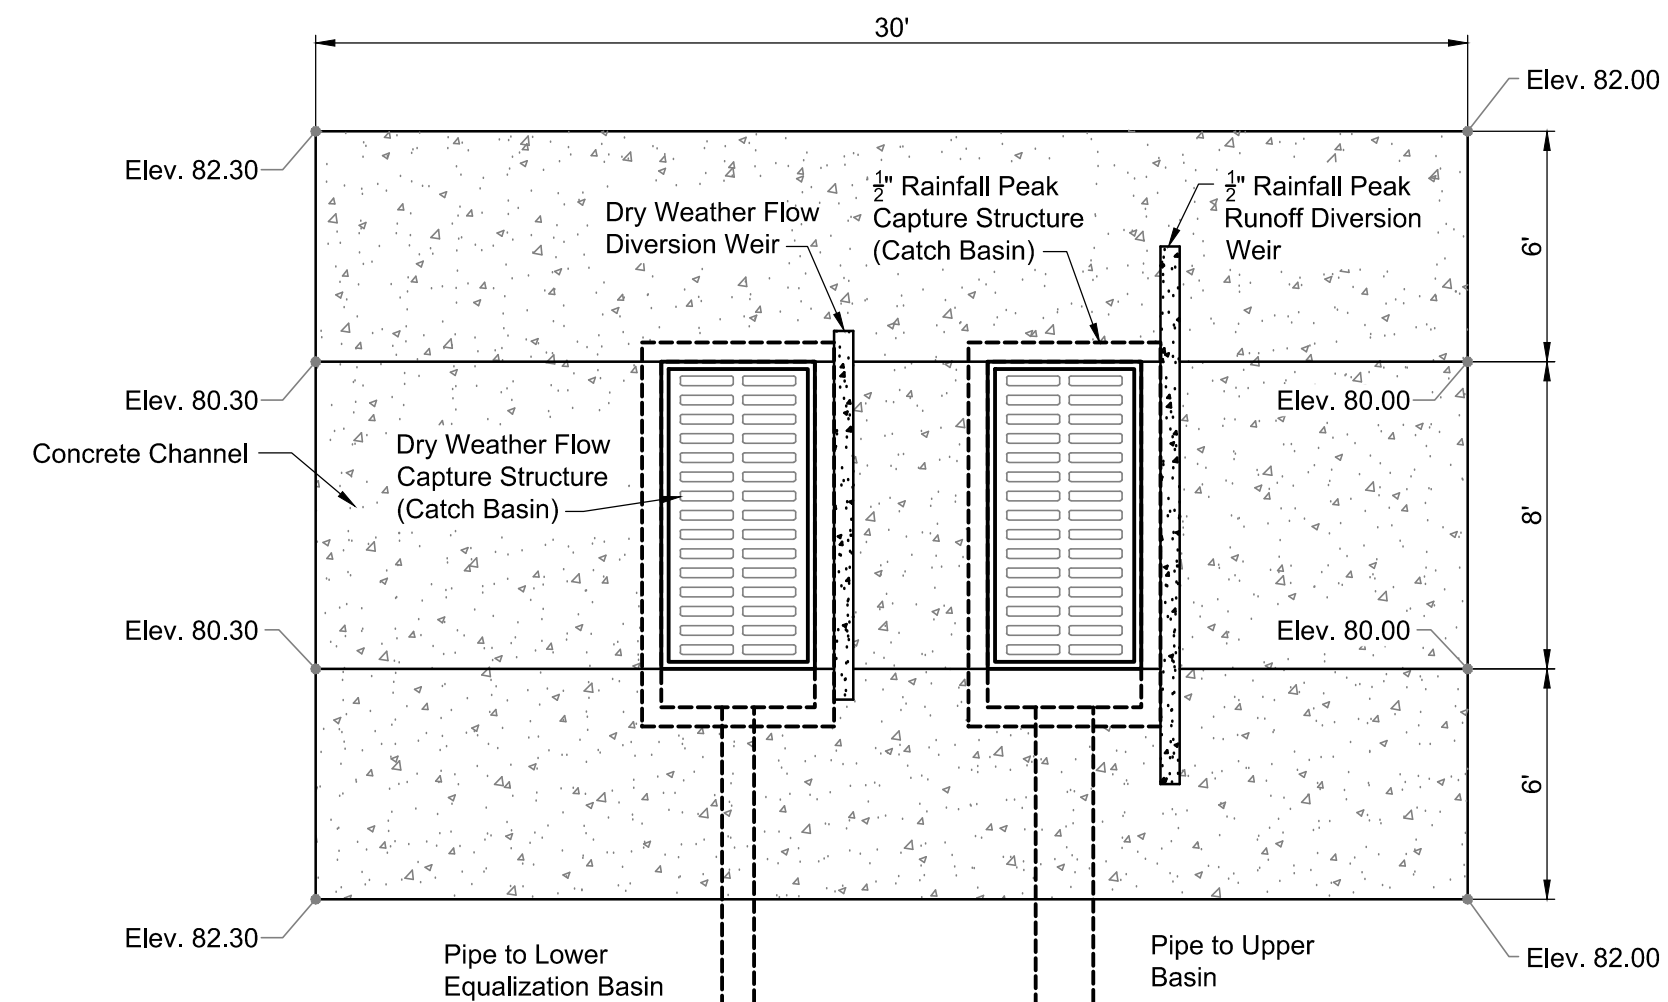 30'
Elev. 82.00
Elev. 82.30
½" Rainfall Peak
Capture Structure
(Catch Basin)
½" Rainfall Peak
Runoff Diversion
Weir
Dry Weather Flow
Diversion Weir
6'
Elev. 80.30
Elev. 80.00
Concrete Channel
Dry Weather Flow
Capture Structure
(Catch Basin)
8'
Elev. 80.30
Elev. 80.00
6'
Elev. 82.30
Pipe to Lower
Equalization Basin
Pipe to Upper
Basin
Elev. 82.00